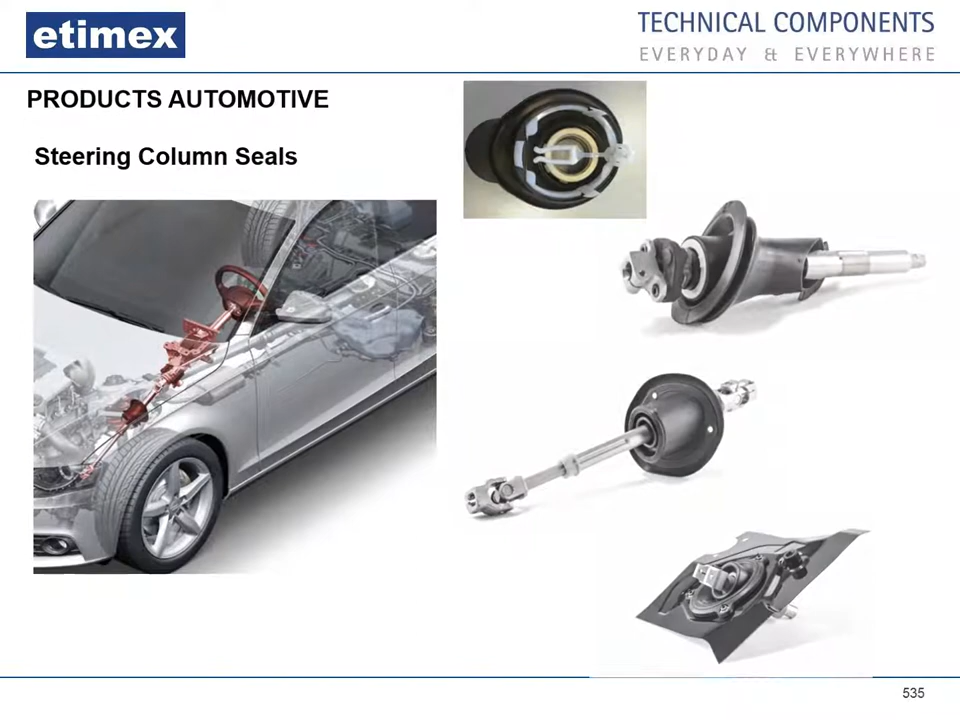 etimex
TECHNICAL COMPONENTS
EVERYDAY & EVERYWHERE
PRODUCTS AUTOMOTIVE
Steering Column Seals
535